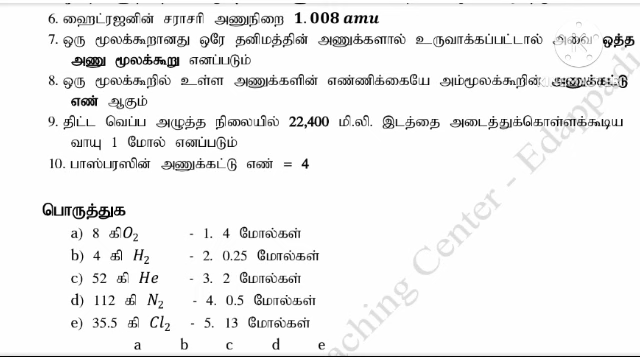 6. ஹைட்ரஜனின் சராசரி அணுநிறை 1.008 amu
7. ஒரு மூலக்கூறானது ஒரே தனிமத்தின் அணுக்களால் உருவாக்கப்பட்டால் அவை ஒத்த
அணு மூலக்கூறு எனப்படும்
8. ஒரு மூலக்கூறில் உள்ள அணுக்களின் எண்ணிக்கையே அம்மூலக்கூறின் அணுக்கட்டு
எண் ஆகும்
9. திட்ட வெப்ப அழுத்த நிலையில் 22,400 மி.லி. இடத்தை அடைத்துக்கொள்ளக்கூடிய
வாயு 1 மோல் எனப்படும்
10. பாஸ்பரஸின் அணுக்கட்டு எண் = 4
பொருத்துக
a) 8 கி O₂ - 1. 4 மோல்கள்
b) 4 கி H₂ - 2. 0.25 மோல்கள்
c) 52 கி He - 3. 2 மோல்கள்
d) 112 கி N₂ - 4. 0.5 மோல்கள்
e) 35.5 கி Cl₂ - 5. 13 மோல்கள்
a b c d e
ching Center - Edappadi